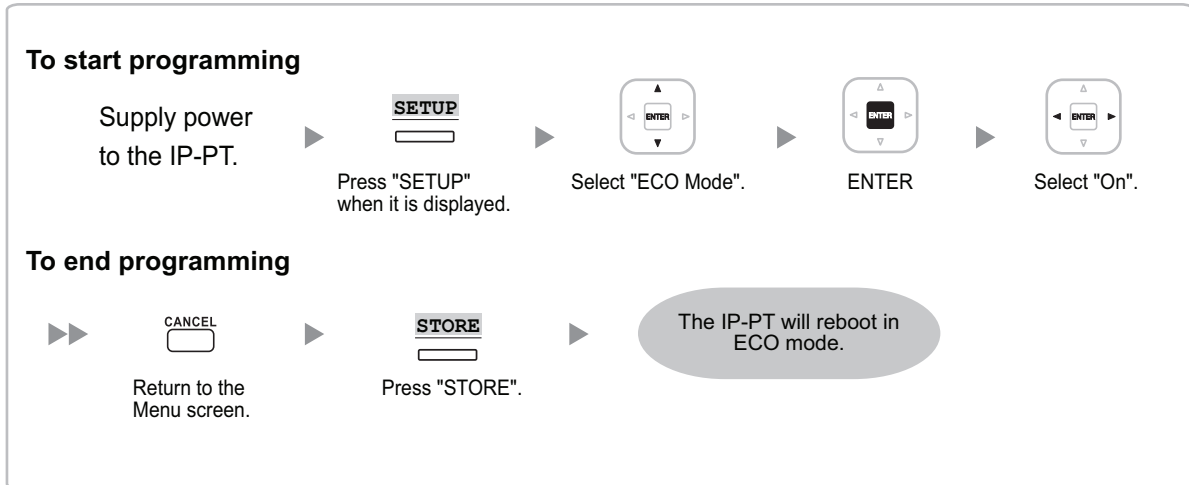 To start programming
Supply power
to the IP-PT.
SETUP
Press "SETUP"
when it is displayed.
ENTER
Select "ECO Mode".
ENTER
ENTER
ENTER
Select "On".
To end programming
CANCEL
Return to the
Menu screen.
STORE
Press "STORE".
The IP-PT will reboot in
ECO mode.